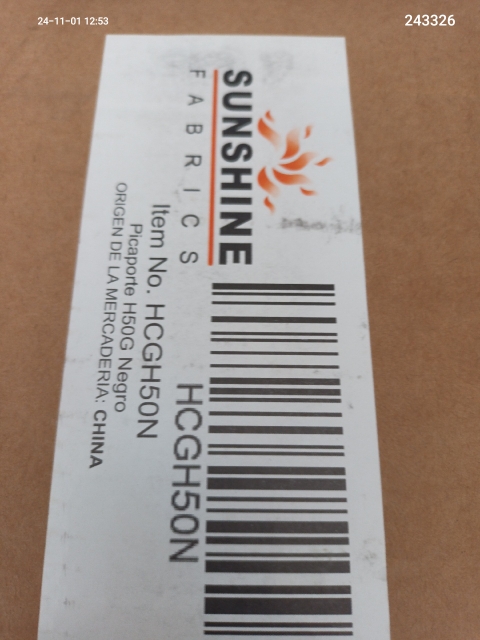 24-11-01 12:53
243326
SUNSHINE
FABRICS
HCGH50N
Item No. HCGH50N
Picaporte H50G Negro
ORIGEN DE LA MERCADERIA: CHINA